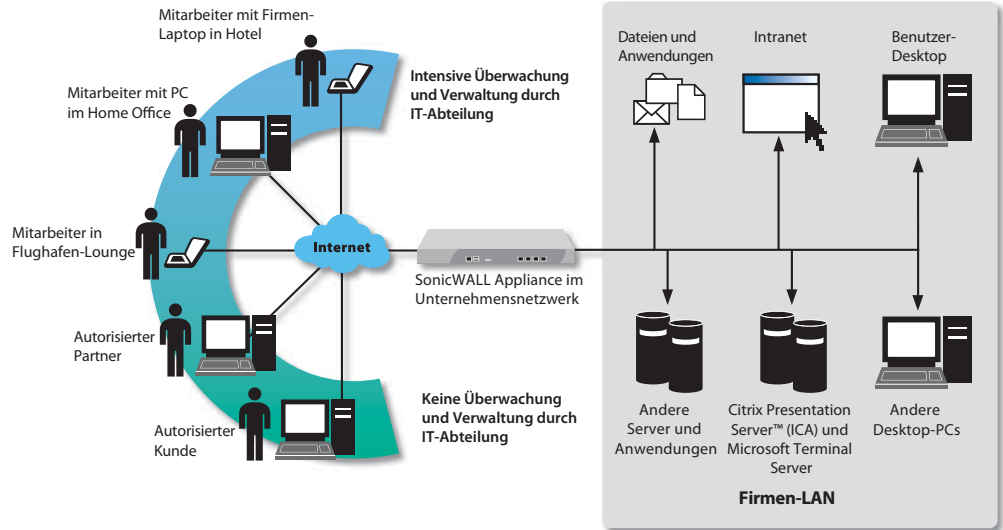 Mitarbeiter mit Firmen-
Laptop in Hotel
Mitarbeiter mit PC
im Home Office
Mitarbeiter in
Flughafen-Lounge
Autorisierter
Partner
Autorisierter
Kunde
Intensive Überwachung
und Verwaltung durch
IT-Abteilung
Internet
Keine Überwachung
und Verwaltung durch
IT-Abteilung
SonicWALL Appliance im
Unternehmensnetzwerk
Dateien und
Anwendungen
Intranet
Benutzer-
Desktop
Andere
Server und
Anwendungen
Citrix Presentation
Server™ (ICA) und
Microsoft Terminal
Server
Andere
Desktop-PCs
Firmen-LAN